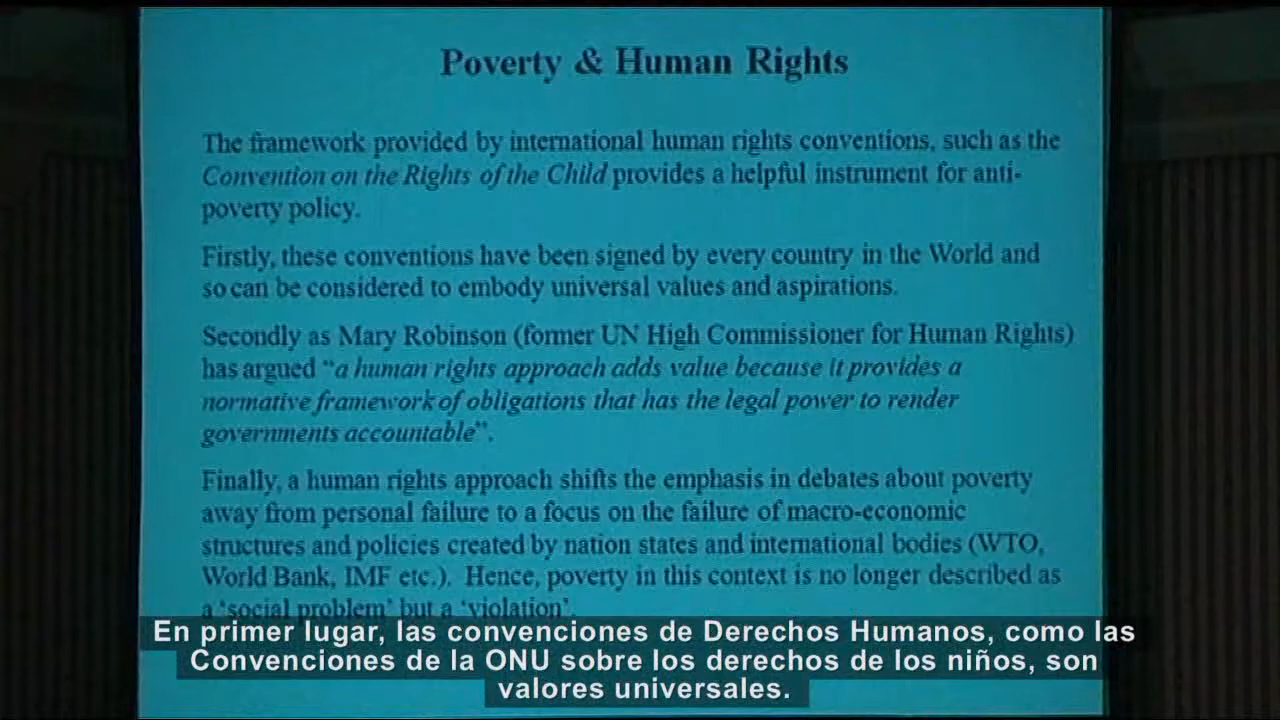 Poverty & Human Rights
The framework provided by international human rights conventions, such as the
Convention on the Rights of the Child provides a helpful instrument for anti-
poverty policy.
Firstly, these conventions have been signed by every country in the World and
so can be considered to embody universal values and aspirations.
Secondly as Mary Robinson (former UN High Commissioner for Human Rights)
has argued “a human rights approach adds value because it provides a
normative framework of obligations that has the legal power to render
governments accountable”.
Finally, a human rights approach shifts the emphasis in debates about poverty
away from personal failure to a focus on the failure of macro-economic
structures and policies created by nation states and international bodies (WTO,
World Bank, IMF etc.). Hence, poverty in this context is no longer described as
a ‘social problem’ but a ‘violation’.
En primer lugar, las convenciones de Derechos Humanos, como las
Convenciones de la ONU sobre los derechos de los niños, son
valores universales.